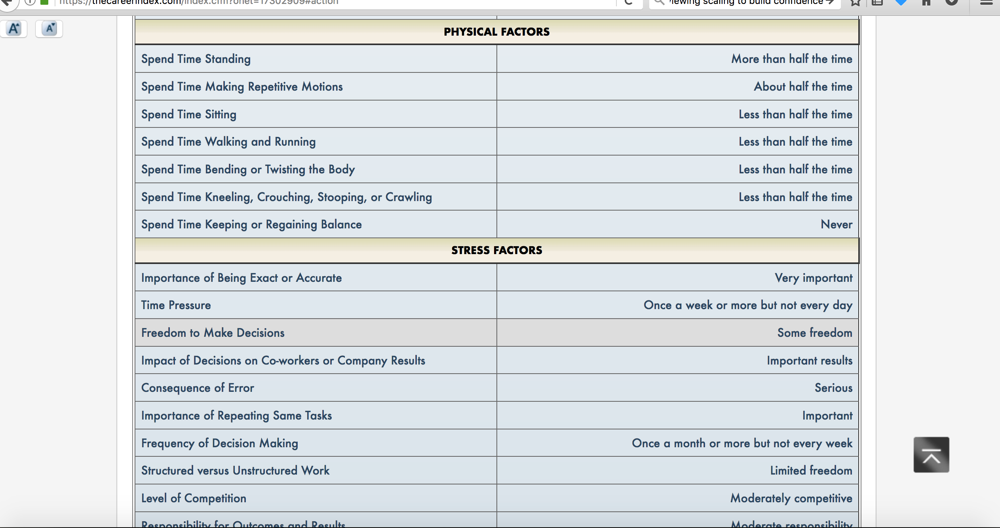 https://thecareerindex.com/index.cfm?onet=17302909#action
iewing scaling to build confidence
A A
PHYSICAL FACTORS
Spend Time Standing More than half the time
Spend Time Making Repetitive Motions About half the time
Spend Time Sitting Less than half the time
Spend Time Walking and Running Less than half the time
Spend Time Bending or Twisting the Body Less than half the time
Spend Time Kneeling, Crouching, Stooping, or Crawling Less than half the time
Spend Time Keeping or Regaining Balance Never
STRESS FACTORS
Importance of Being Exact or Accurate Very important
Time Pressure Once a week or more but not every day
Freedom to Make Decisions Some freedom
Impact of Decisions on Co-workers or Company Results Important results
Consequence of Error Serious
Importance of Repeating Same Tasks Important
Frequency of Decision Making Once a month or more but not every week
Structured versus Unstructured Work Limited freedom
Level of Competition Moderately competitive
Responsibility for Outcomes and Results Moderate responsibility